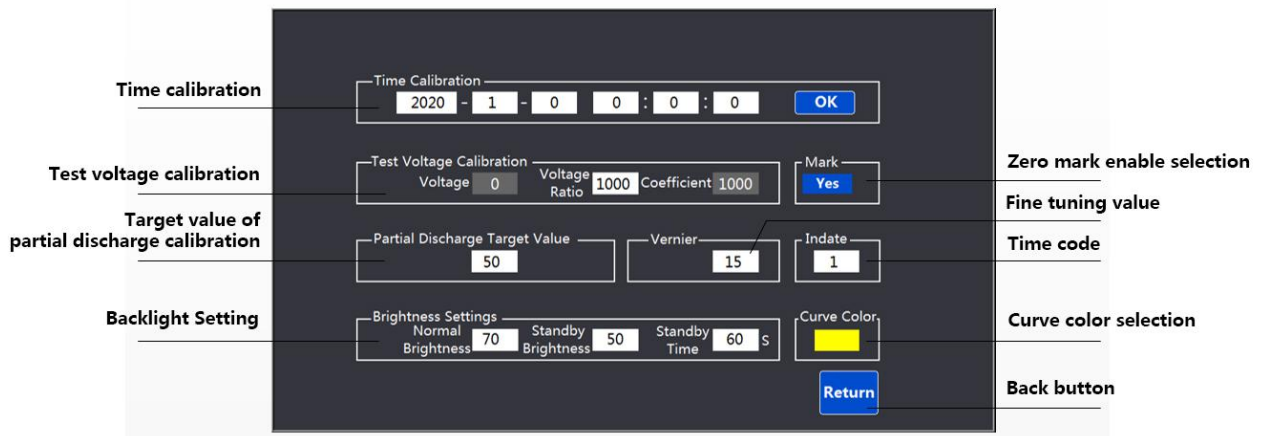 Time Calibration
Time calibration
2020 - 1 - 0 0 : 0 : 0 OK
Test Voltage Calibration
Mark
Zero mark enable selection
Test voltage calibration
Voltage 0
Voltage
Ratio
1000
Coefficient 1000
Yes
Fine tuning value
Target value of
partial discharge calibration
Partial Discharge Target Value
Vernier
Indate
Time code
50
15
1
Backlight Setting
Brightness Settings
Curve Color
Curve color selection
Normal
Brightness
70
Standby
Brightness
50
Standby
Time
60 S
Return
Back button